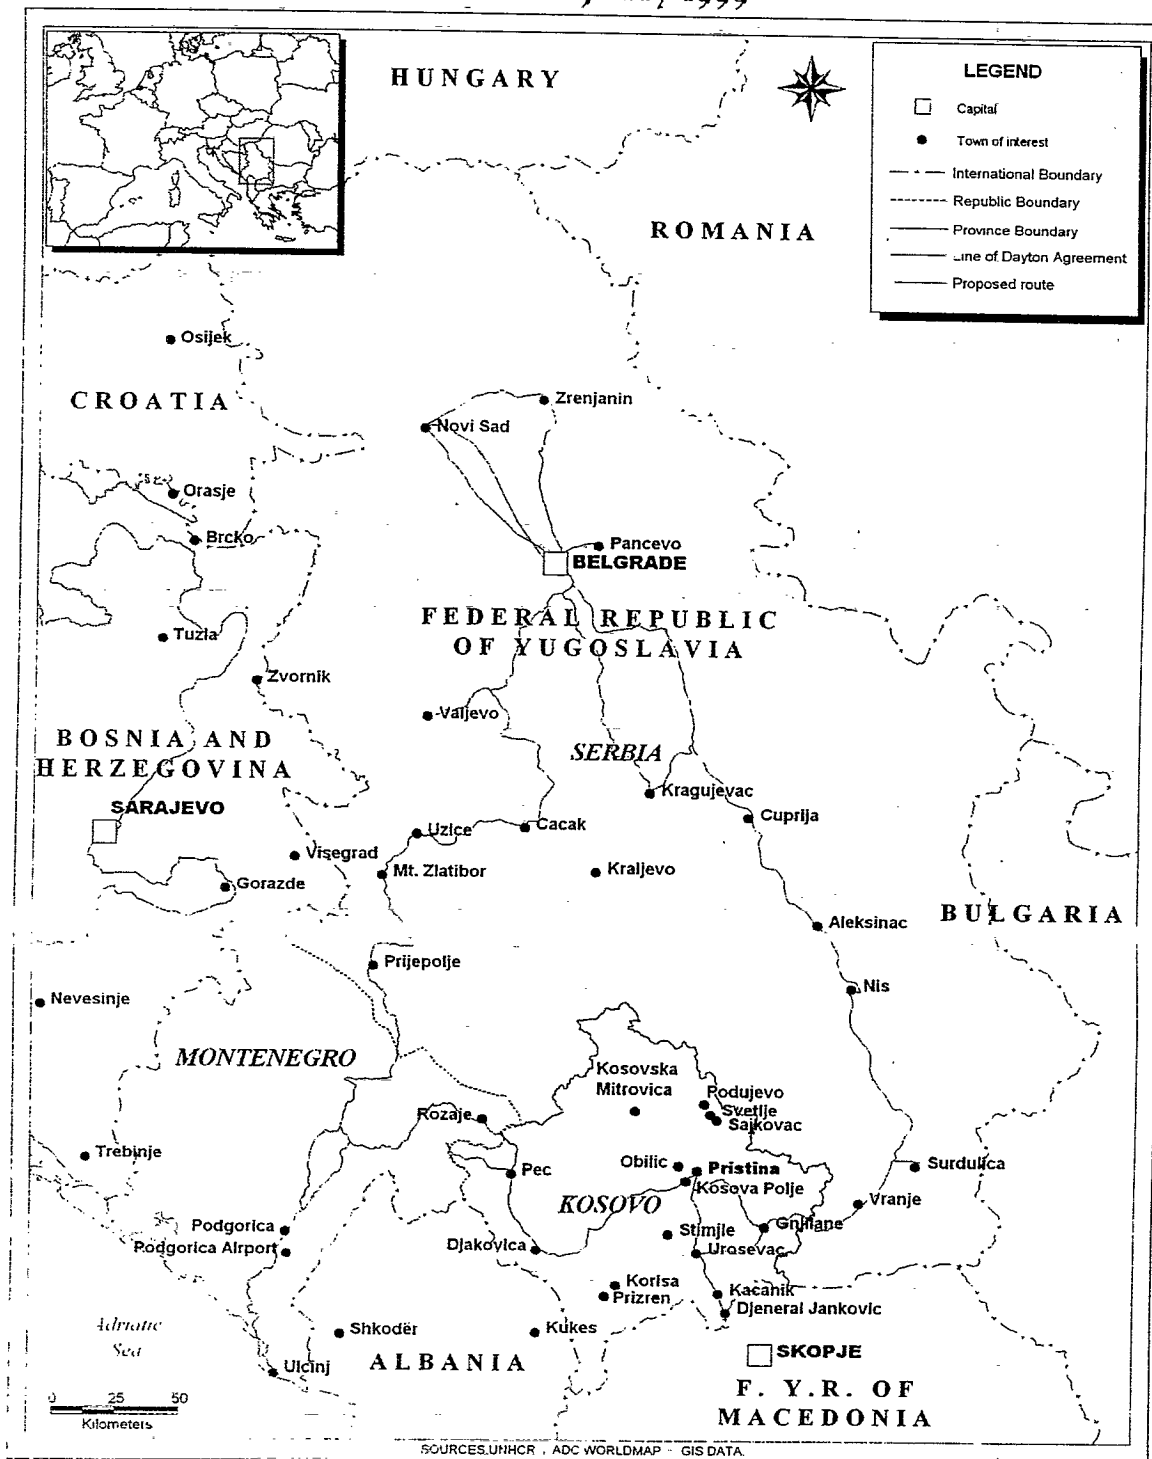 1999
HUNGARY
LEGEND
Capital
Town of interest
International Boundary
Republic Boundary
Province Boundary
Line of Dayton Agreement
Proposed route
ROMANIA
Osijek
CROATIA
Zrenjanin
Novi Sad
Orasje
Brcko
Pancevo
BELGRADE
FEDERAL REPUBLIC
OF YUGOSLAVIA
Tuzla
Zvornik
Valjevo
BOSNIA AND
HERZEGOVINA
SERBIA
Kragujevac
SARAJEVO
Cuprija
Uzice
Cacak
Visegrad
Mt. Zlatibor
Kraljevo
Gorazde
BULGARIA
Aleksinac
Prijepolje
Nis
Nevesinje
MONTENEGRO
Kosovska
Mitrovica
Podujevo
Svetlje
Sajkovac
Rozaje
Trebinje
Obilic
Pristina
Surdulica
Pec
Kosova Polje
KOSOVO
Vranje
Podgorica
Stimlje
Gnjilane
Podgorica Airport
Djakovica
Urosevac
Korisa
Prizren
Kacanik
Djeneral Jankovic
Adriatic
Sea
Shkodër
Kukes
SKOPJE
Ulcinj
ALBANIA
F. Y.R. OF
MACEDONIA
0 25 50
Kilometers
SOURCES.UNHCR , ADC WORLDMAP - GIS DATA.